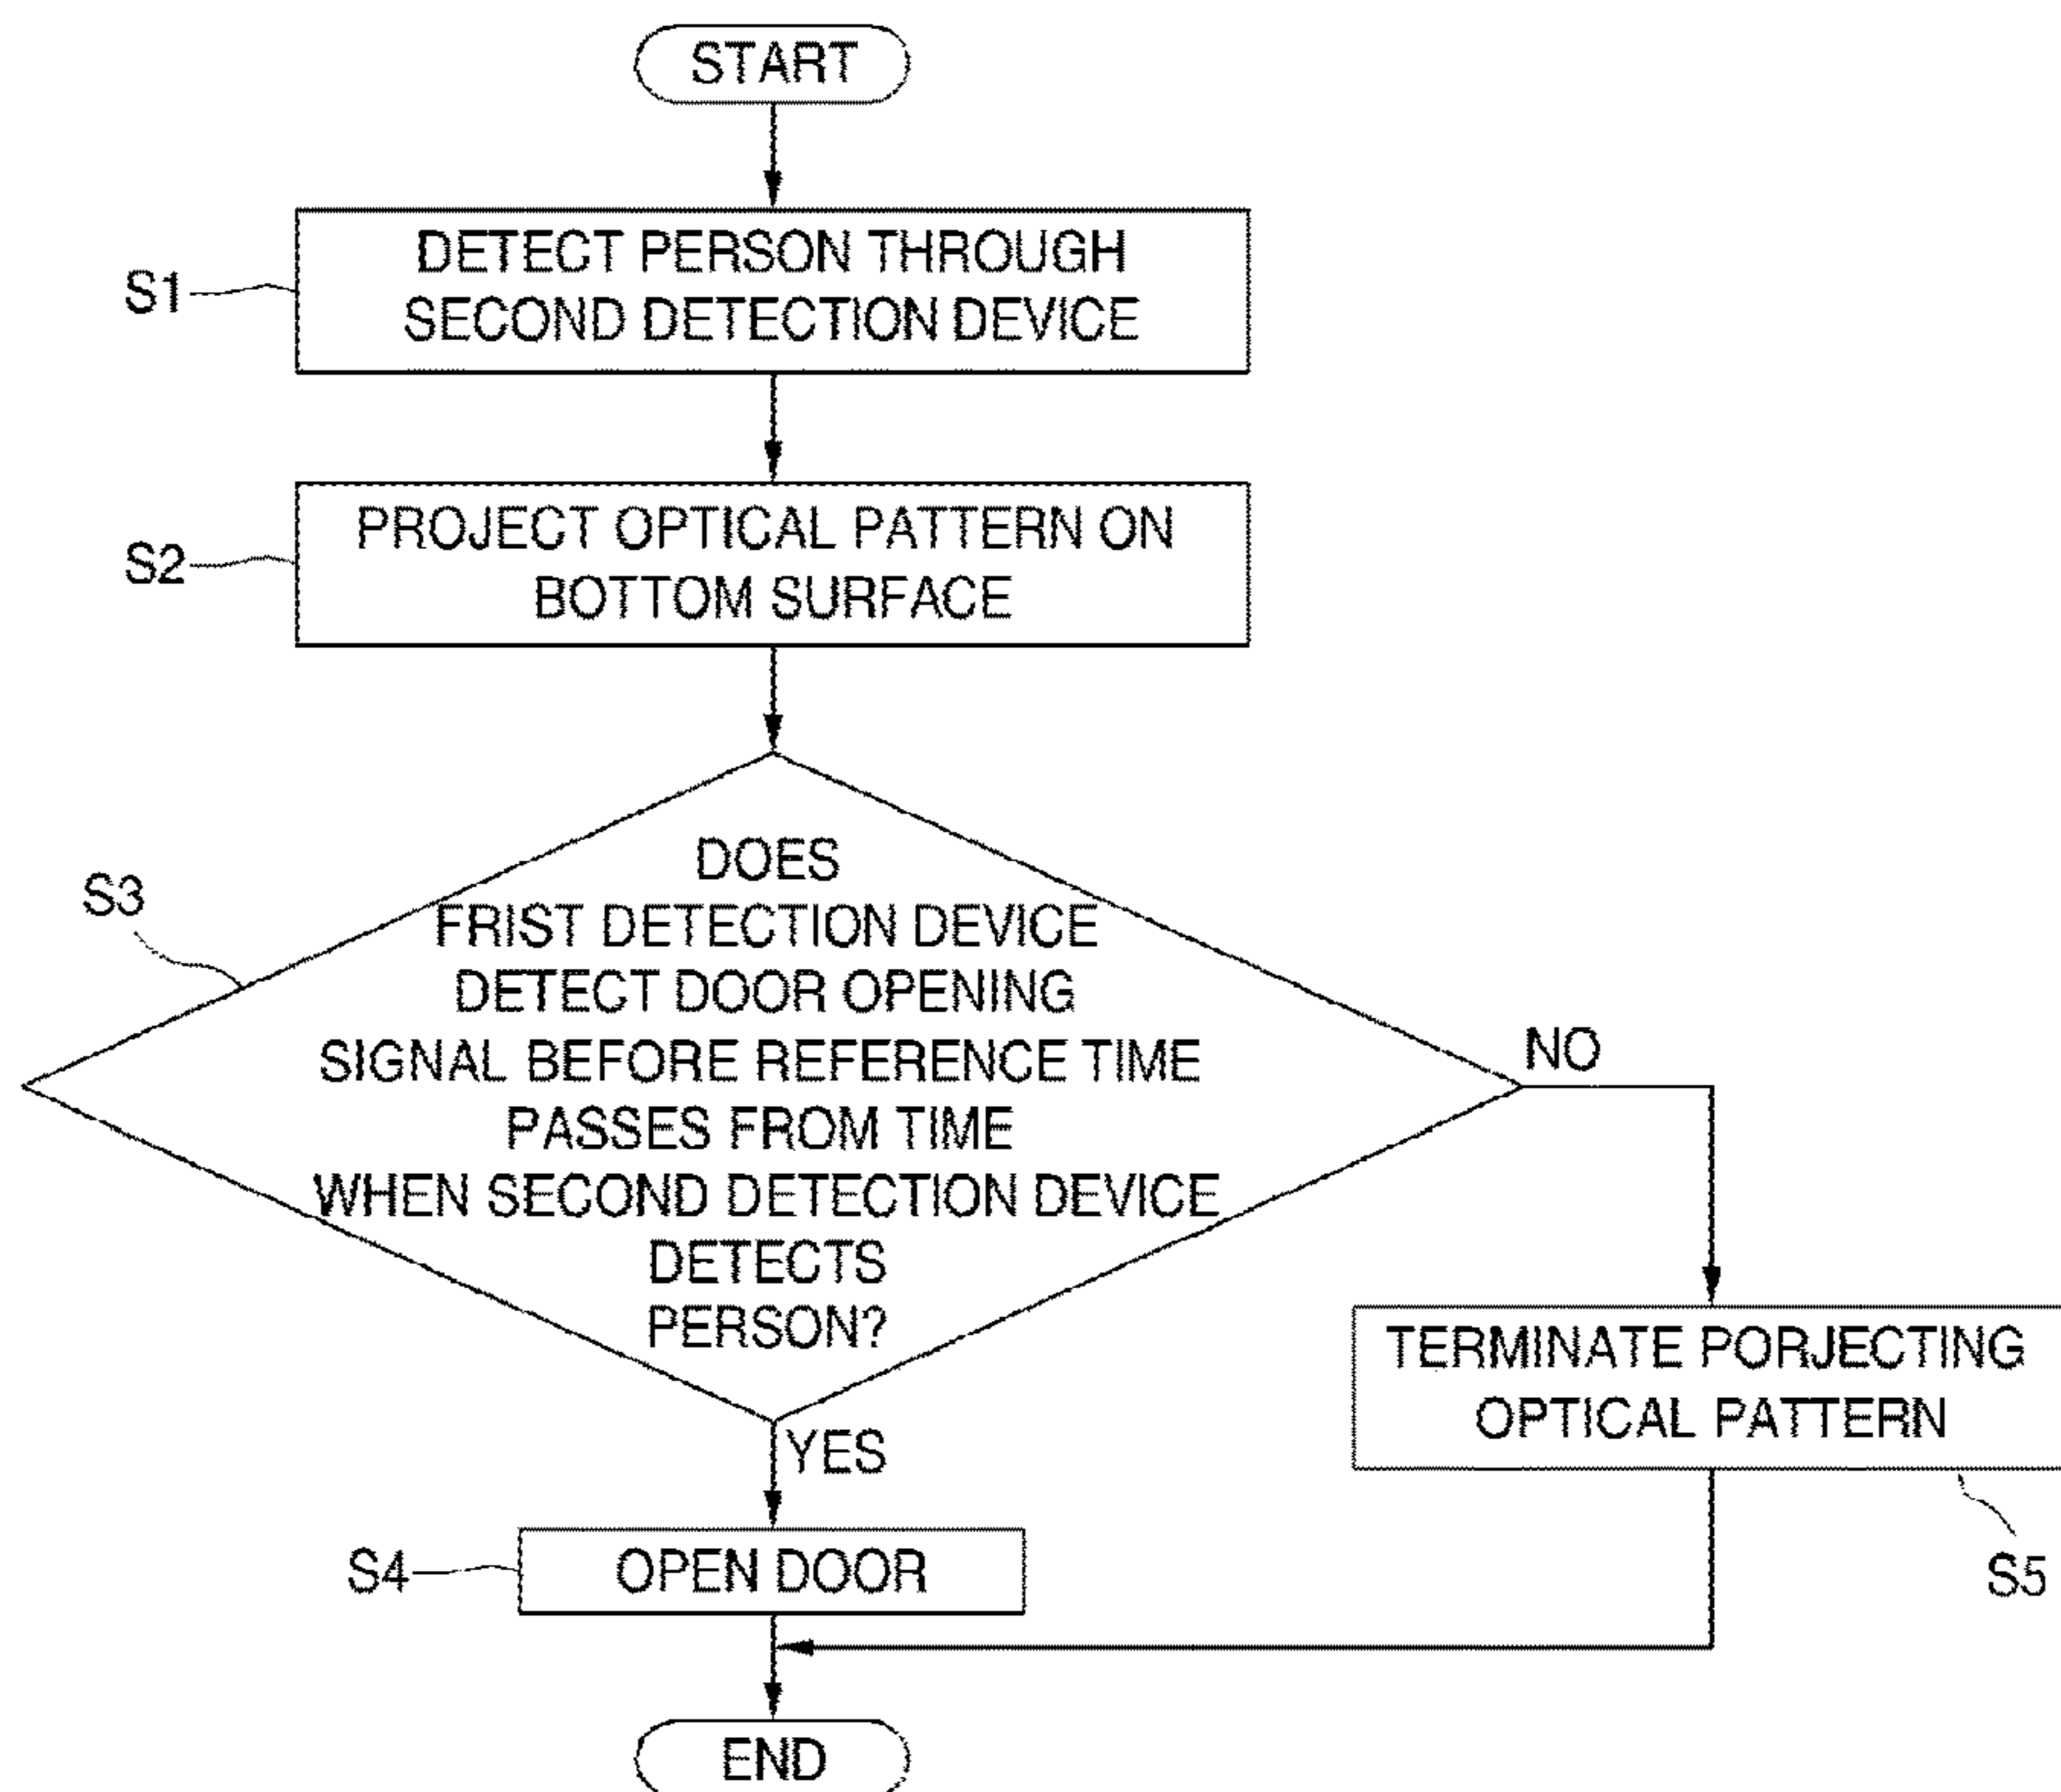 START
S1
DETECT PERSON THROUGH
SECOND DETECTION DEVICE
S2
PROJECT OPTICAL PATTERN ON
BOTTOM SURFACE
S3
DOES
FRIST DETECTION DEVICE
DETECT DOOR OPENING
SIGNAL BEFORE REFERENCE TIME
PASSES FROM TIME
WHEN SECOND DETECTION DEVICE
DETECTS
PERSON?
NO
YES
TERMINATE PORJECTING
OPTICAL PATTERN
S5
S4
OPEN DOOR
END